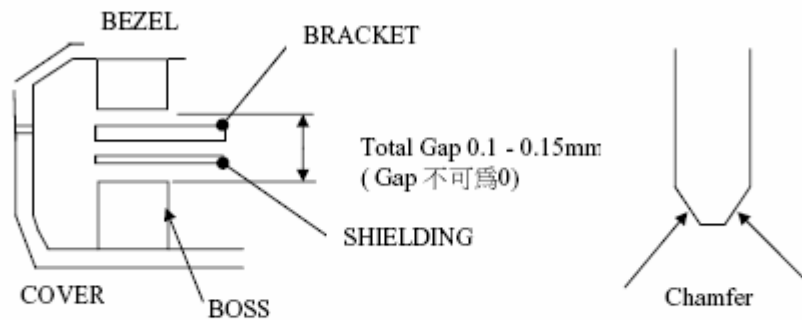 BEZEL
BRACKET
Total Gap 0.1 - 0.15mm
( Gap 不可爲0)
SHIELDING
COVER
BOSS
Chamfer